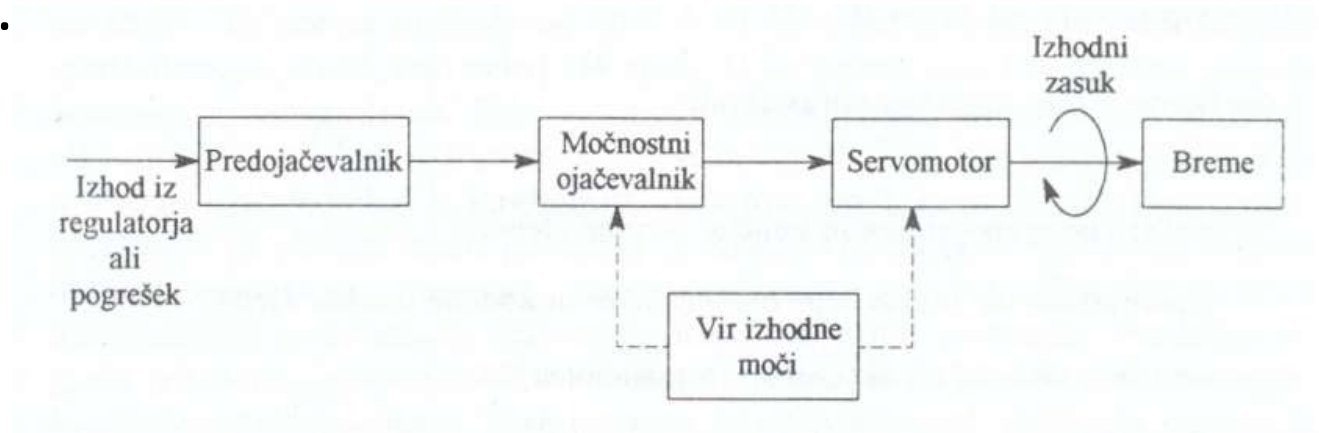 Izhodni
zasuk
Predojačevalnik
Močnostni
ojačevalnik
Servomotor
Breme
Izhod iz
regulatorja
ali
pogrešek
Vir izhodne
moči